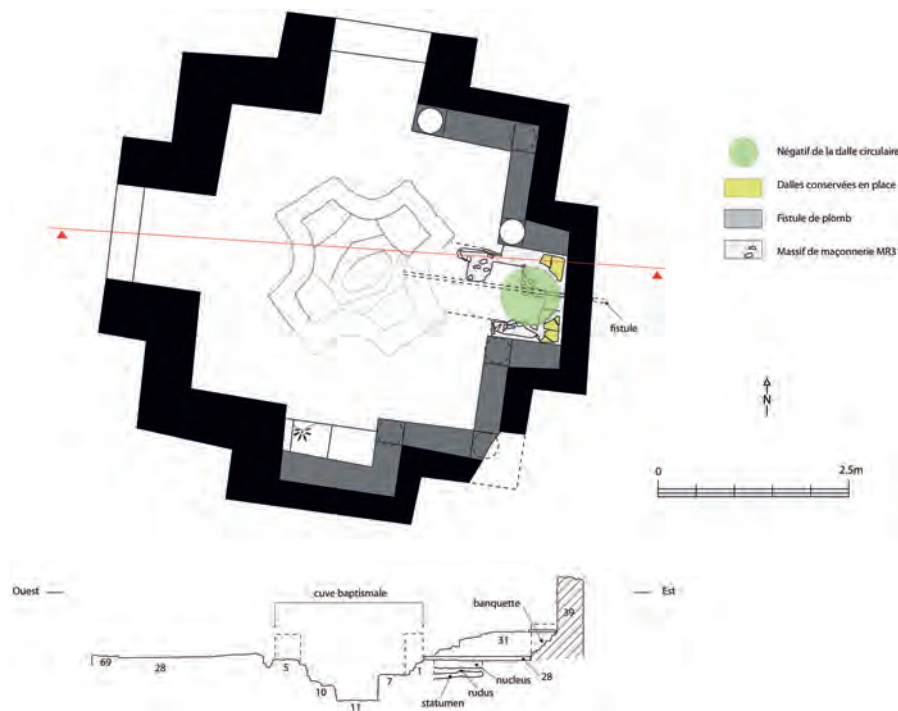 Négatif de la dalle circulaire
Dalles conservées en place
Fistule de plomb
Massif de maçonnerie MR31
fistule
N
0 2.5m
Ouest
Est
cuve baptismale
banquette
39
31
69
28
5
10
11
7
1
28
nucleus
rudus
statumen